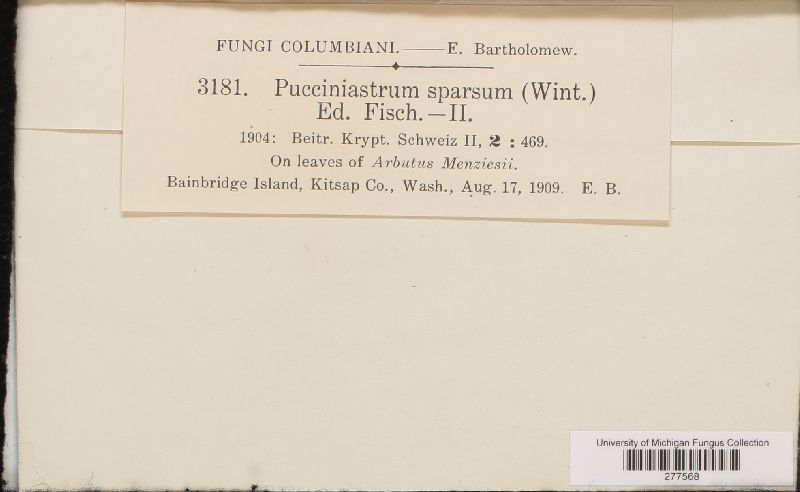 FUNGI COLUMBIANI.——E. Bartholomew.
3181. Pucciniastrum sparsum (Wint.)
Ed. Fisch.—II.
1904: Beitr. Krypt. Schweiz II, 2 : 469.
On leaves of Arbutus Menziesii.
Bainbridge Island, Kitsap Co., Wash., Aug. 17, 1909. E. B.
University of Michigan Fungus Collection
277568